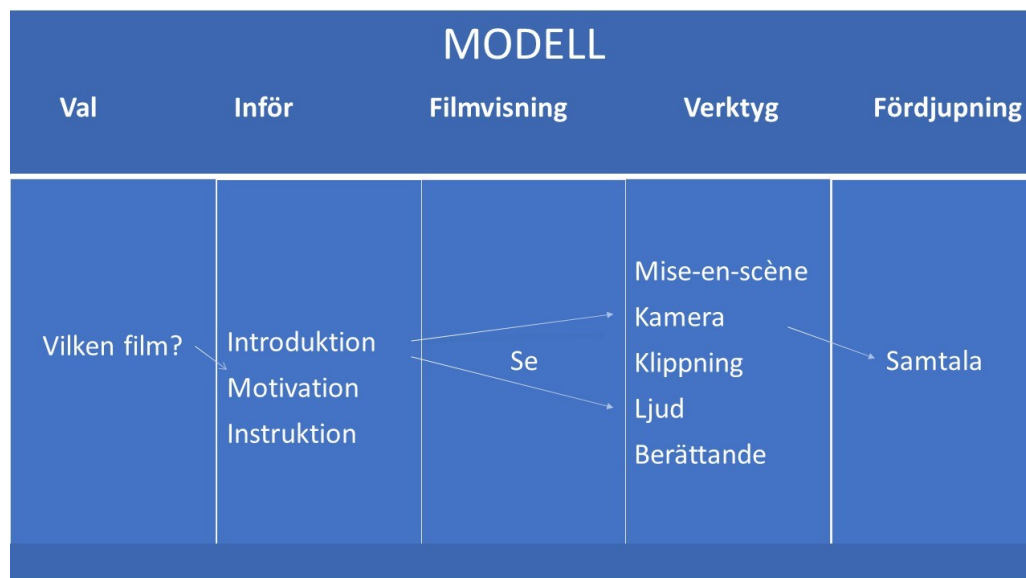 MODELL
Val
Inför
Filmvisning
Verktyg
Fördjupning
Vilken film?
Introduktion
Motivation
Instruktion
Se
Mise-en-scène
Kamera
Klippning
Ljud
Berättande
Samtala